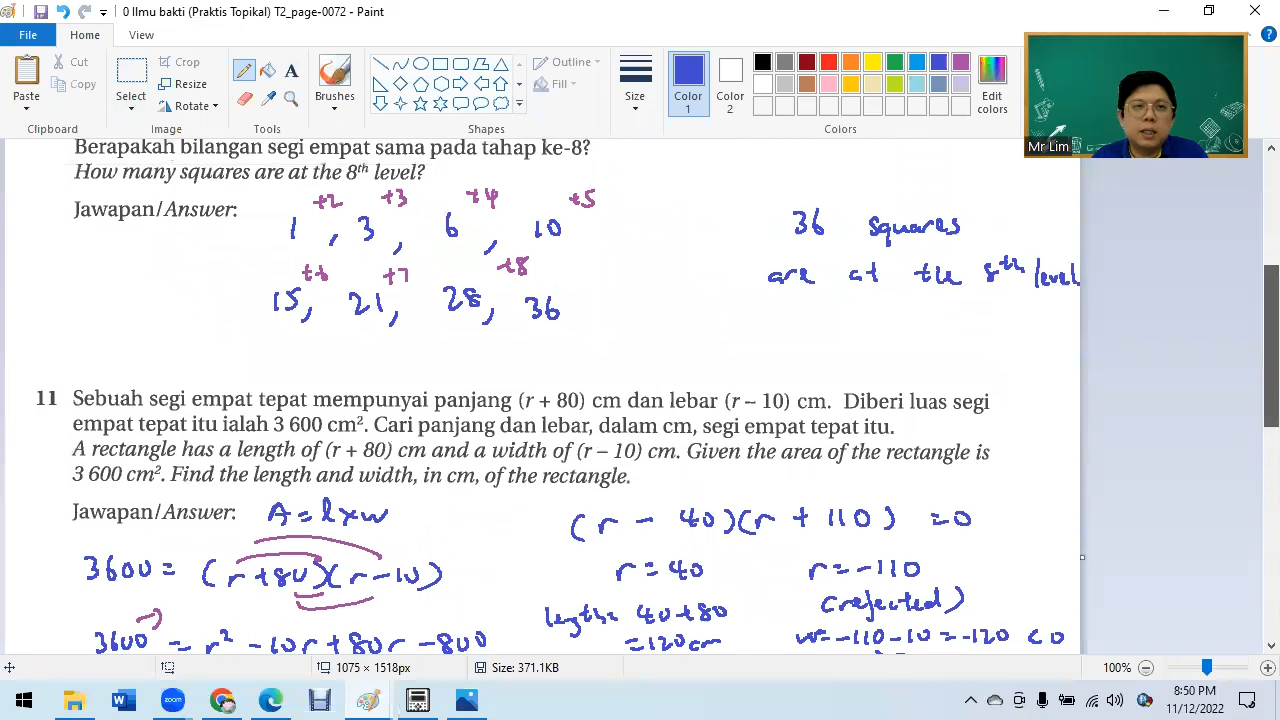 0 Ilmu bakti (Praktis Topikal) T2_page-0072 - Paint
File Home View
Paste Cut Copy Clipboard
Select Crop Resize Rotate Image
A Tools
Brushes
Outline Fill Shapes
Size
Color 1 Color 2 Edit colors Colors
Mr Lim
Berapakah bilangan segi empat sama pada tahap ke-8?
How many squares are at the 8th level?
Jawapan/Answer:
+2 +3 +4 +5
1, 3, 6, 10
+6 +7 +8
15, 21, 28, 36
36 squares
are at the 8th level
11 Sebuah segi empat tepat mempunyai panjang (r + 80) cm dan lebar (r – 10) cm. Diberi luas segi
empat tepat itu ialah 3 600 cm². Cari panjang dan lebar, dalam cm, segi empat tepat itu.
A rectangle has a length of (r + 80) cm and a width of (r – 10) cm. Given the area of the rectangle is
3 600 cm². Find the length and width, in cm, of the rectangle.
Jawapan/Answer: A = l x w
3600 = (r+80)(r-10)
3600 = r² -10r+80r -800
(r - 40)(r + 110) =0
r = 40 r = -110
(rejected)
length= 40+80
=120cm
w= -110-10 = -120 < 0
1075 × 1518px Size: 371.1KB 100%
zoom
8:50 PM
11/12/2022